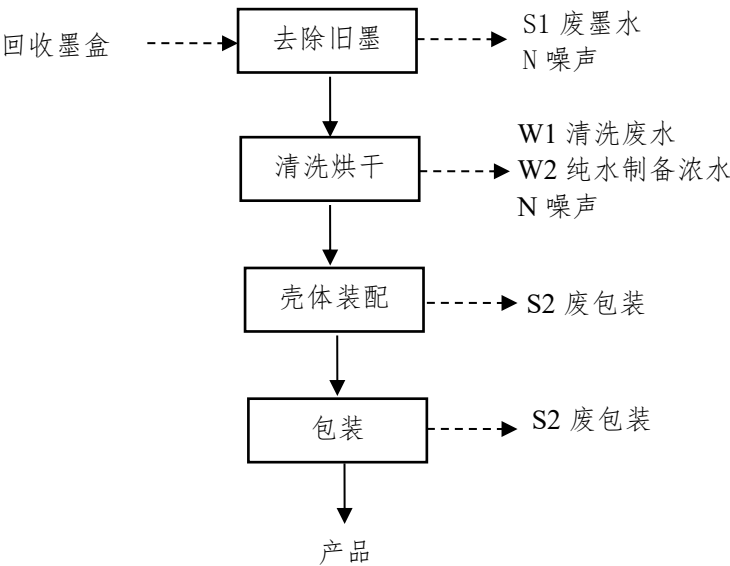 回收墨盒
去除旧墨
S1 废墨水
N 噪声
清洗烘干
W1 清洗废水
W2 纯水制备浓水
N 噪声
壳体装配
S2 废包装
包装
S2 废包装
产品